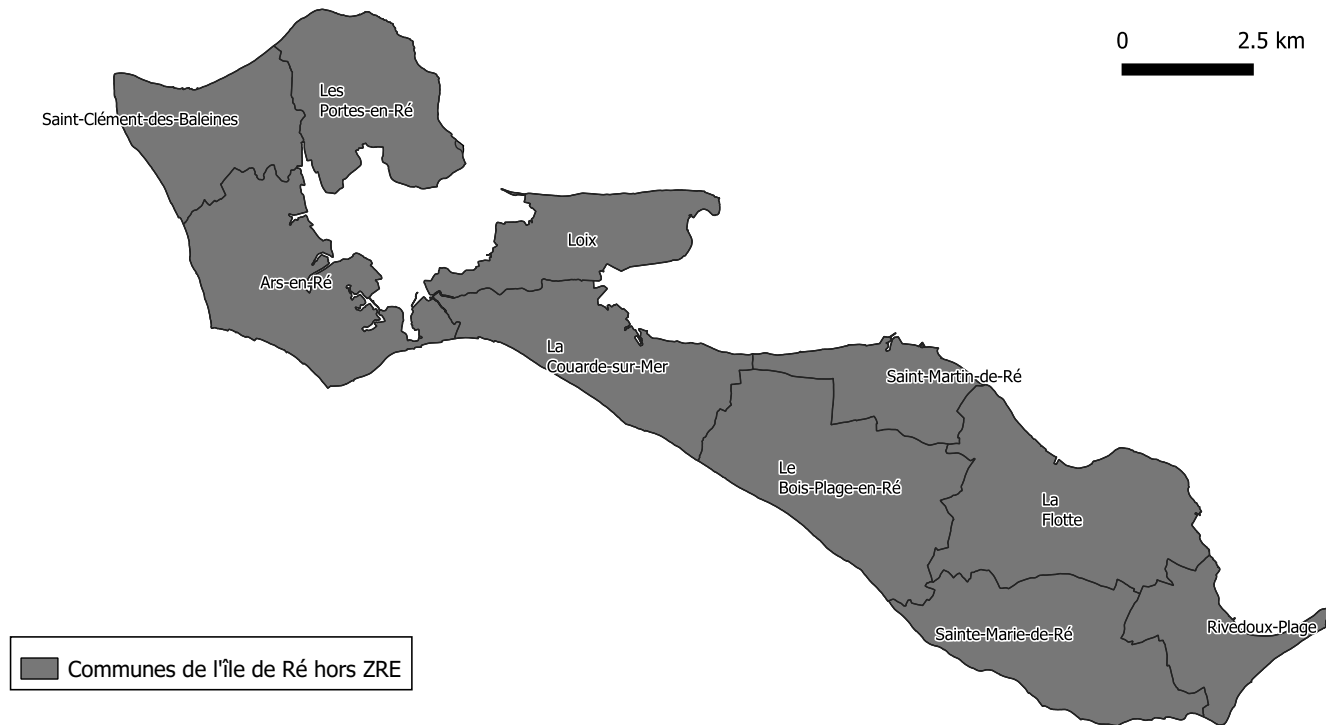 0 2.5 km
Les
Portes-en-Ré
Saint-Clément-des-Baleines
Loix
Ars-en-Ré
La
Couarde-sur-Mer
Saint-Martin-de-Ré
Le
Bois-Plage-en-Ré
La
Flotte
Rivedoux-Plage
Sainte-Marie-de-Ré
Communes de l'île de Ré hors ZRE